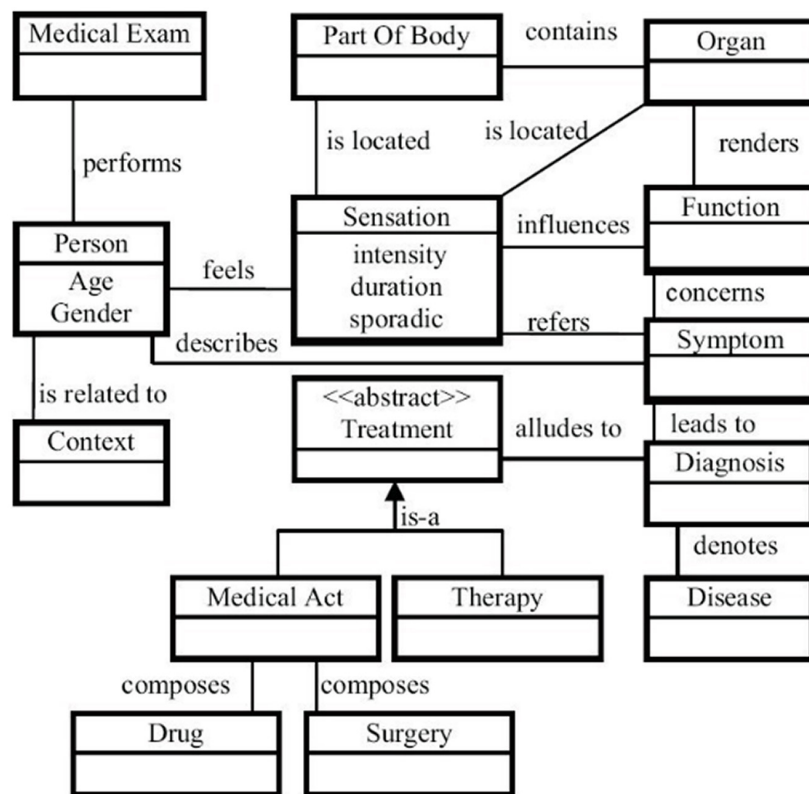 Medical Exam
Part Of Body
contains
Organ
is located
is located
renders
performs
Person
Age
Gender
feels
Sensation
intensity
duration
sporadic
influences
Function
concerns
refers
describes
Symptom
is related to
Context
<<abstract>>
Treatment
alludes to
leads to
Diagnosis
is-a
denotes
Medical Act
Therapy
Disease
composes
composes
Drug
Surgery